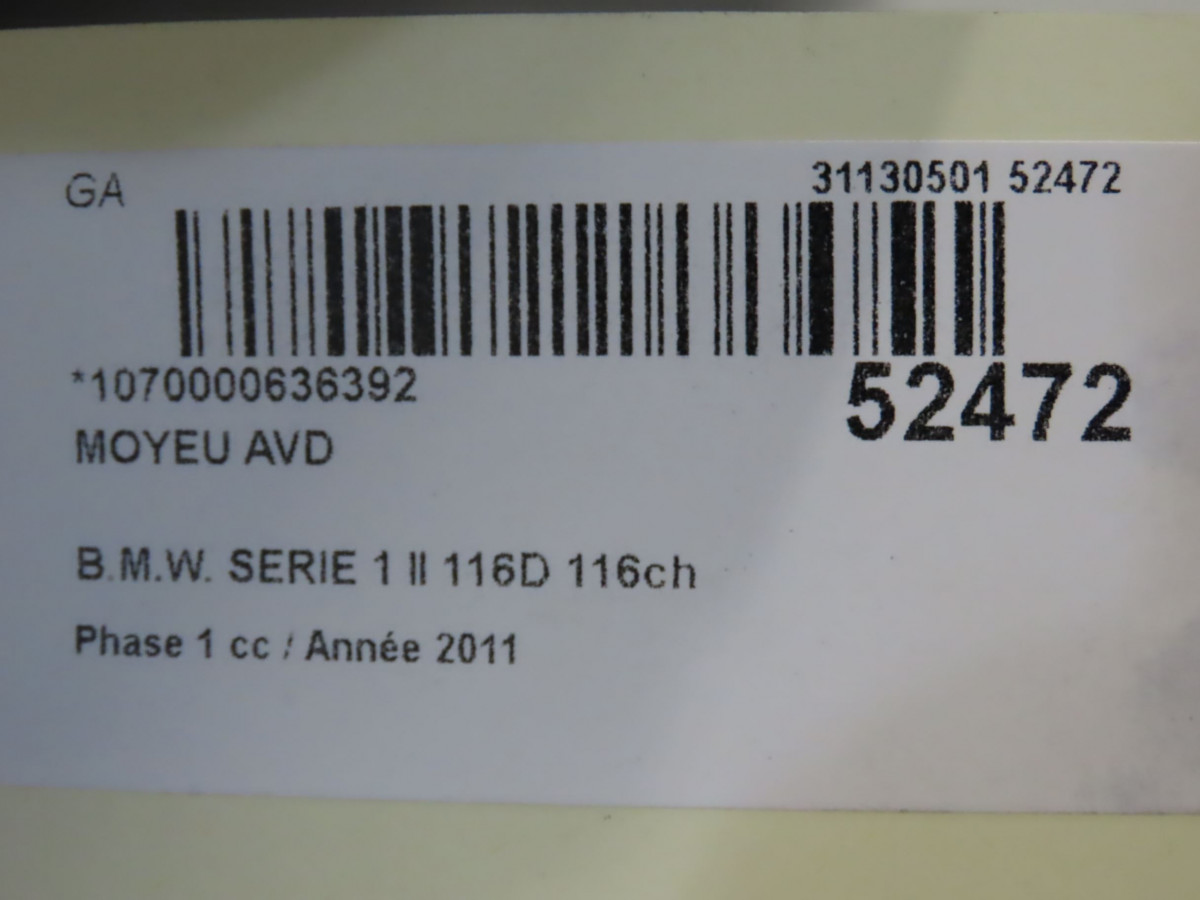 GA
31130501 52472
*1070000636392
52472
MOYEU AVD
B.M.W. SERIE 1 II 116D 116ch
Phase 1 cc / Année 2011